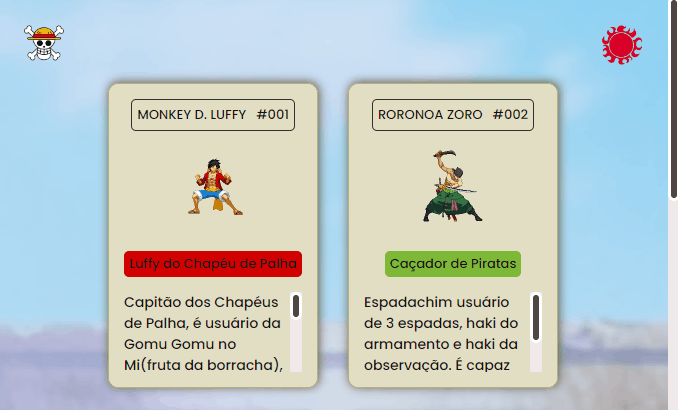 MONKEY D. LUFFY #001
Luffy do Chapéu de Palha
Capitão dos Chapéus
de Palha, é usuário da
Gomu Gomu no
Mi(fruta da borracha),
RORONOA ZORO #002
Caçador de Piratas
Espadachim usuário
de 3 espadas, haki do
armamento e haki da
observação. É capaz